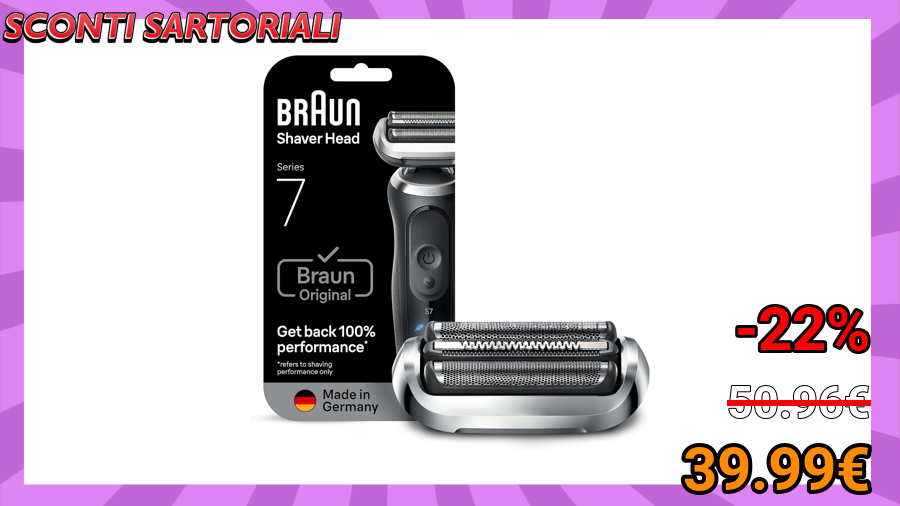 SCONTI SARTORIALI
BRAUN
Shaver Head
Series
7
Braun
Original
Get back 100%
performance*
*refers to shaving
performance only
Made in
Germany
S7
-22%
50.96€
39.99€